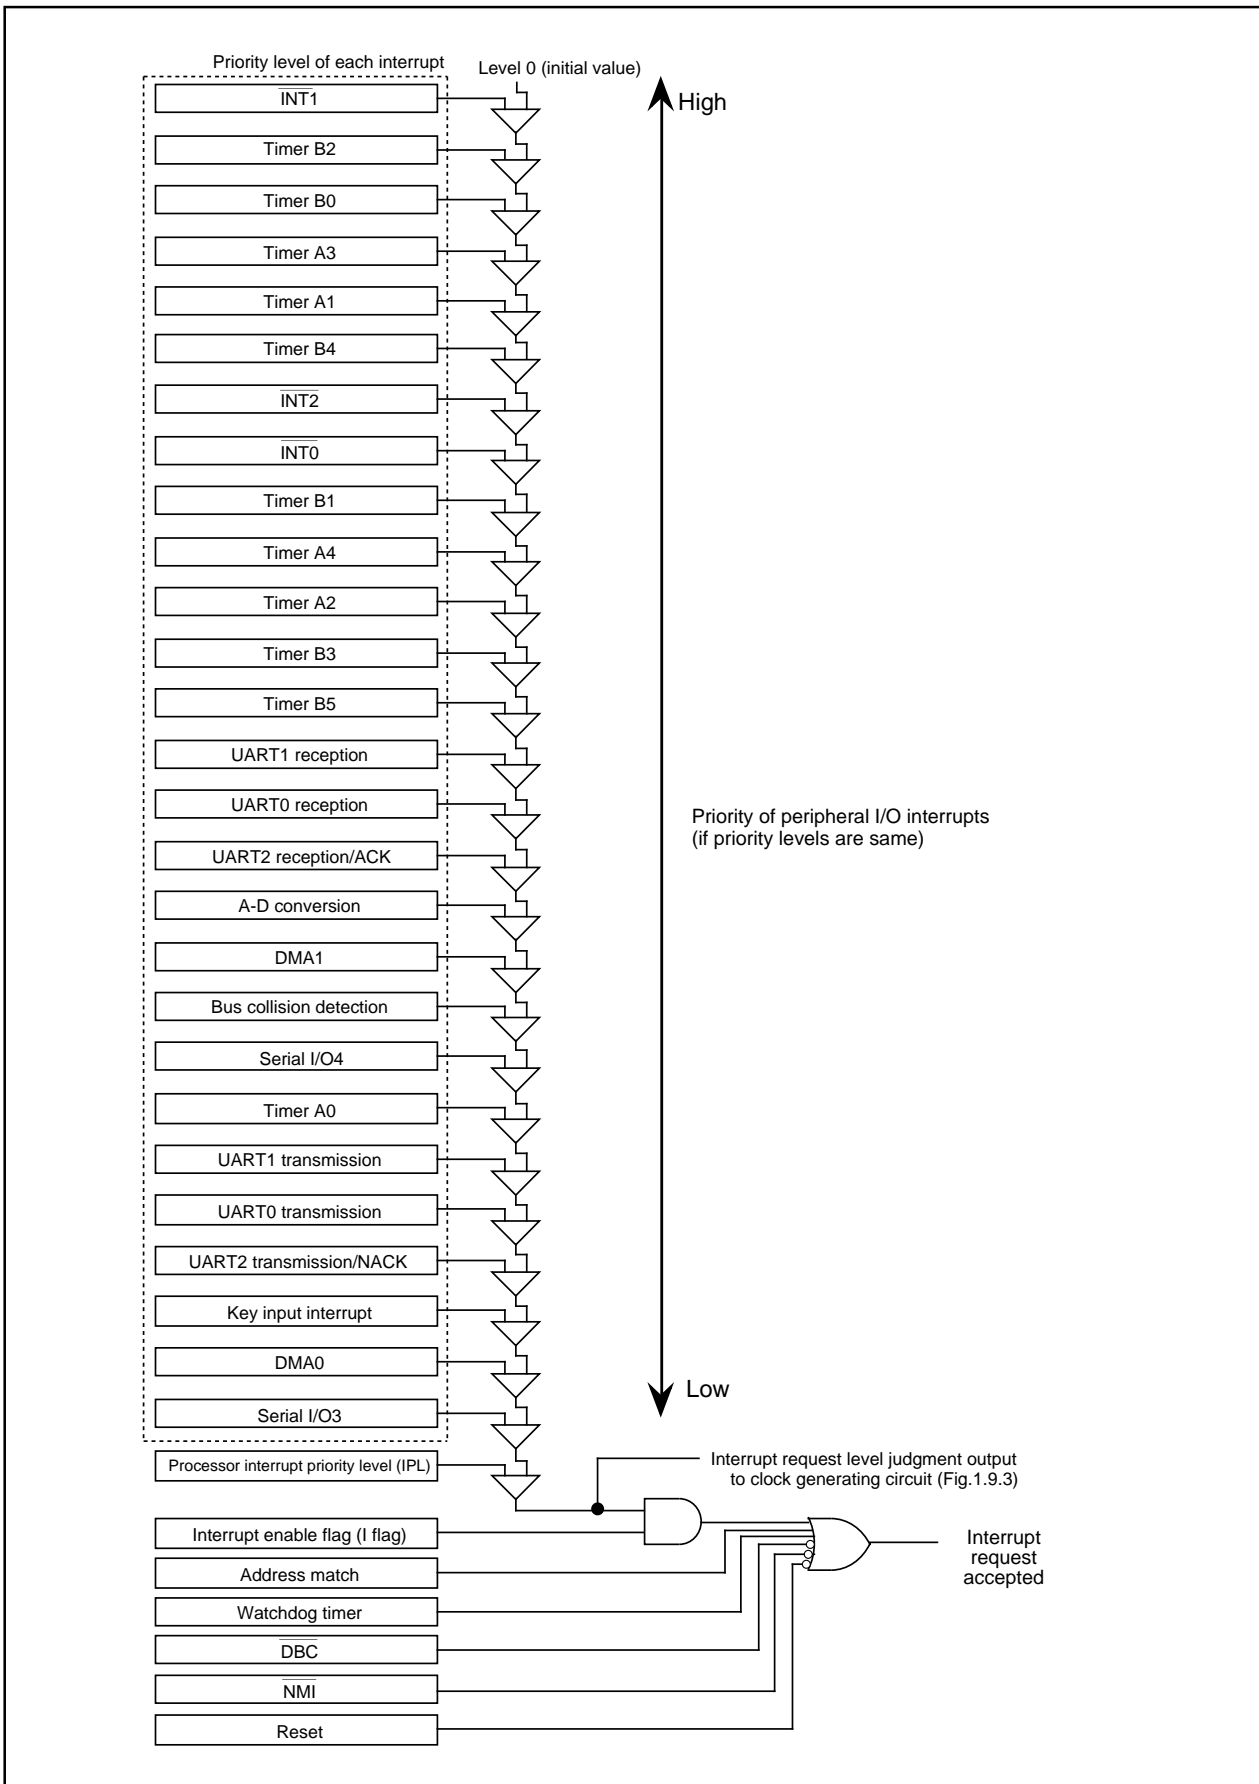 Priority level of each interrupt
Level 0 (initial value)
High
INT1
Timer B2
Timer B0
Timer A3
Timer A1
Timer B4
INT2
INT0
Timer B1
Timer A4
Timer A2
Timer B3
Timer B5
UART1 reception
UART0 reception
UART2 reception/ACK
A-D conversion
DMA1
Bus collision detection
Serial I/O4
Timer A0
UART1 transmission
UART0 transmission
UART2 transmission/NACK
Key input interrupt
DMA0
Serial I/O3
Priority of peripheral I/O interrupts
(if priority levels are same)
Low
Processor interrupt priority level (IPL)
Interrupt request level judgment output
to clock generating circuit (Fig.1.9.3)
Interrupt enable flag (I flag)
Address match
Watchdog timer
DBC
NMI
Reset
Interrupt
request
accepted